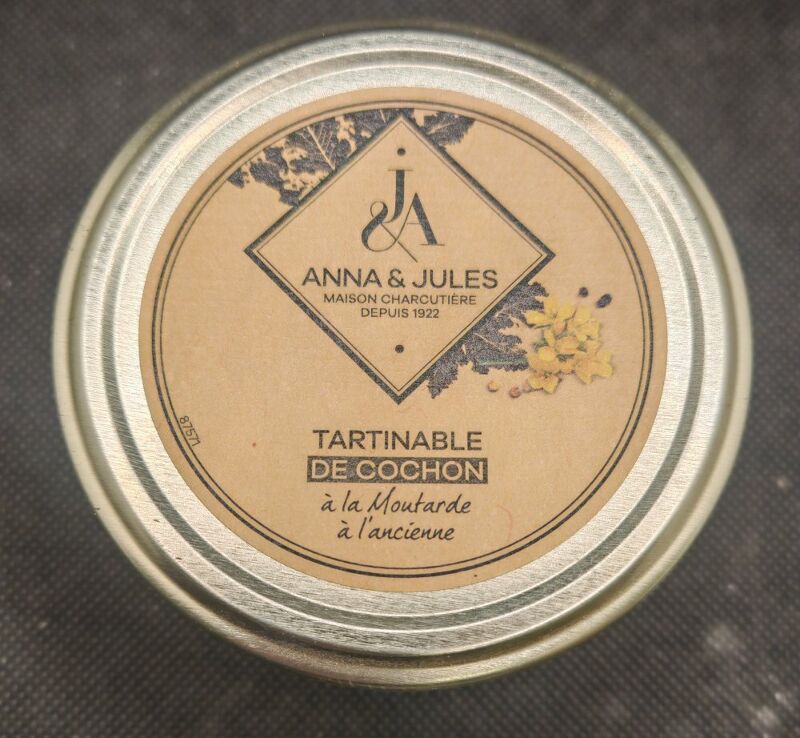 J&A
ANNA & JULES
MAISON CHARCUTIÈRE
DEPUIS 1922
87571
TARTINABLE
DE COCHON
à la Moutarde
à l'ancienne